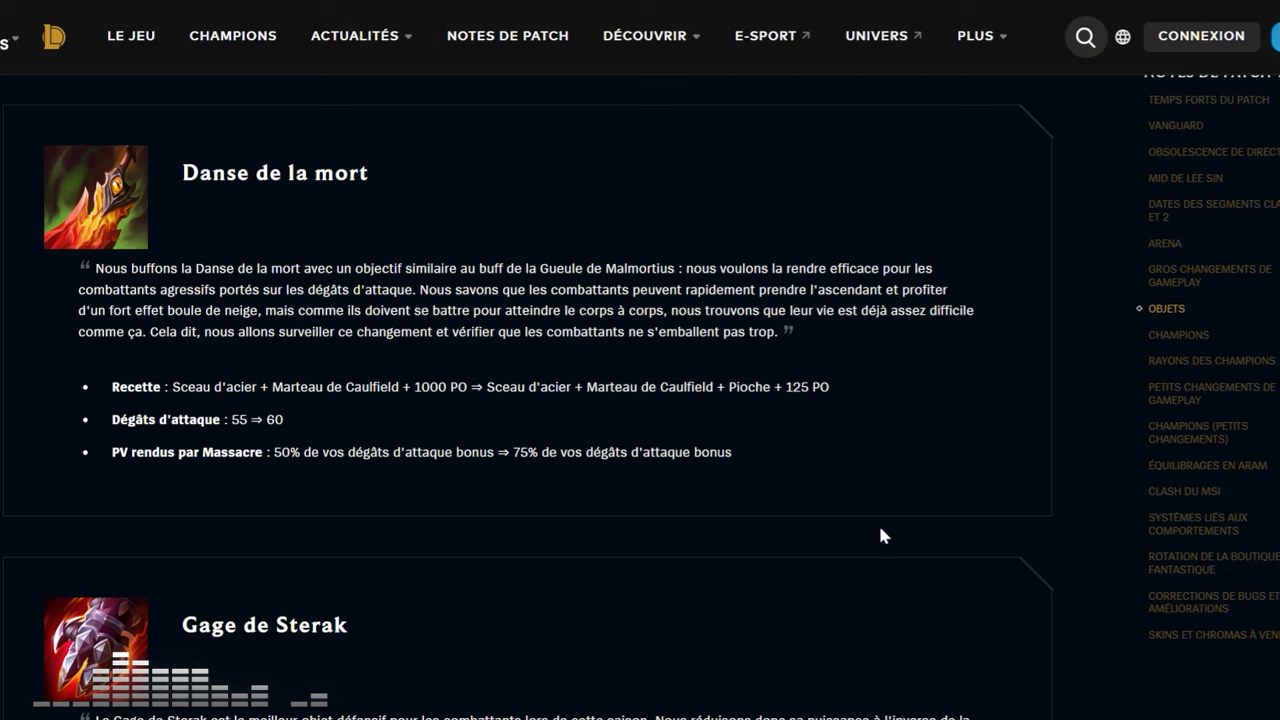 S
LE JEU
CHAMPIONS
ACTUALITÉS
NOTES DE PATCH
DÉCOUVRIR
E-SPORT
UNIVERS
PLUS
CONNEXION
Danse de la mort
“ Nous buffons la Danse de la mort avec un objectif similaire au buff de la Gueule de Malmortius : nous voulons la rendre efficace pour les
combattants agressifs portés sur les dégâts d'attaque. Nous savons que les combattants peuvent rapidement prendre l'ascendant et profiter
d'un fort effet boule de neige, mais comme ils doivent se battre pour atteindre le corps à corps, nous trouvons que leur vie est déjà assez difficile
comme ça. Cela dit, nous allons surveiller ce changement et vérifier que les combattants ne s'emballent pas trop. ”
• Recette : Sceau d'acier + Marteau de Caulfield + 1000 PO ⇒ Sceau d'acier + Marteau de Caulfield + Pioche + 125 PO
• Dégâts d'attaque : 55 ⇒ 60
• PV rendus par Massacre : 50% de vos dégâts d'attaque bonus ⇒ 75% de vos dégâts d'attaque bonus
Gage de Sterak
“ Le Gage de Sterak est le meilleur objet défensif pour les combattants lors de cette saison. Nous réduisons donc sa puissance à l'inverse de la
NOTES DE PATCH
TEMPS FORTS DU PATCH
VANGUARD
OBSOLESCENCE DE DIRECT
MID DE LEE SIN
DATES DES SEGMENTS CLA
ET 2
ARENA
GROS CHANGEMENTS DE
GAMEPLAY
OBJETS
CHAMPIONS
RAYONS DES CHAMPIONS
PETITS CHANGEMENTS DE
GAMEPLAY
CHAMPIONS (PETITS
CHANGEMENTS)
ÉQUILIBRAGES EN ARAM
CLASH DU MSI
SYSTÈMES LIÉS AUX
COMPORTEMENTS
ROTATION DE LA BOUTIQUE
FANTASTIQUE
CORRECTIONS DE BUGS ET
AMÉLIORATIONS
SKINS ET CHROMAS À VENI